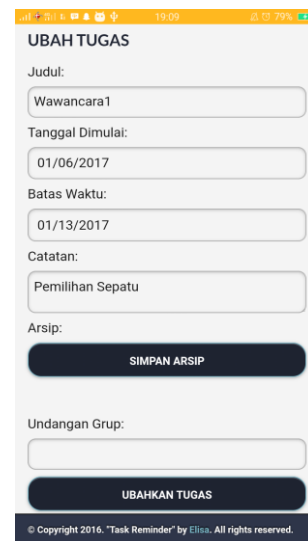 19:09
79%
UBAH TUGAS
Judul:
Wawancara1
Tanggal Dimulai:
01/06/2017
Batas Waktu:
01/13/2017
Catatan:
Pemilihan Sepatu
Arsip:
SIMPAN ARSIP
Undangan Grup:
UBAHKAN TUGAS
© Copyright 2016. "Task Reminder" by Elisa. All rights reserved.